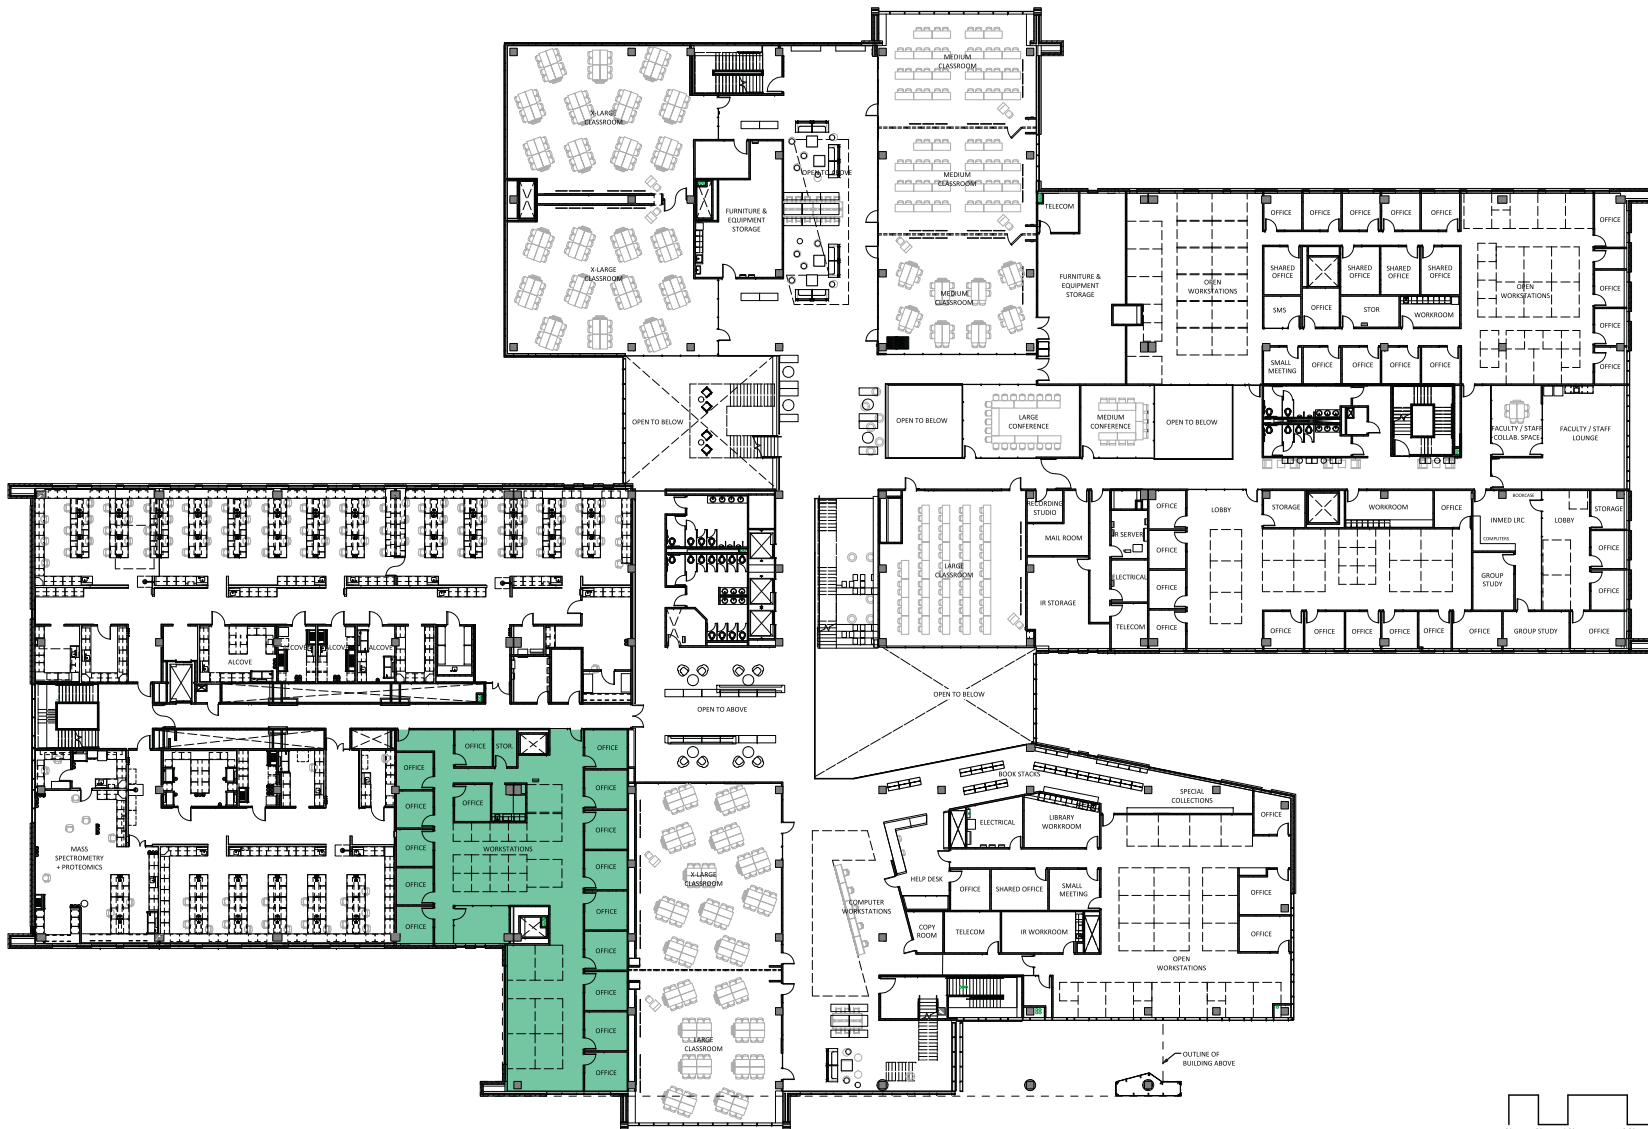 X-LARGE
CLASSROOM
X-LARGE
CLASSROOM
FURNITURE &
EQUIPMENT
STORAGE
OPEN TO ABOVE
MEDIUM
CLASSROOM
MEDIUM
CLASSROOM
MEDIUM
CLASSROOM
TELECOM
FURNITURE &
EQUIPMENT
STORAGE
OPEN
WORKSTATIONS
OFFICE
OFFICE
OFFICE
OFFICE
OFFICE
SHARED
OFFICE
SHARED
OFFICE
SHARED
OFFICE
SHARED
OFFICE
SMS
OFFICE
STOR
WORKROOM
SMALL
MEETING
OFFICE
OFFICE
OFFICE
OFFICE
OPEN
WORKSTATIONS
OFFICE
OFFICE
OFFICE
OFFICE
OFFICE
OPEN TO BELOW
OPEN TO BELOW
LARGE
CONFERENCE
MEDIUM
CONFERENCE
OPEN TO BELOW
FACULTY / STAFF
COLLAB. SPACE
FACULTY / STAFF
LOUNGE
LARGE
CLASSROOM
RECORDING
STUDIO
MAIL ROOM
IR STORAGE
IR SERVER
ELECTRICAL
TELECOM
OFFICE
OFFICE
OFFICE
OFFICE
LOBBY
STORAGE
WORKROOM
OFFICE
BOOKCASE
INMED LRC
COMPUTERS
GROUP
STUDY
LOBBY
STORAGE
OFFICE
OFFICE
OFFICE
OFFICE
OFFICE
OFFICE
OFFICE
OFFICE
GROUP STUDY
OFFICE
ALCOVE
ALCOVE
ALCOVE
ALCOVE
OPEN TO ABOVE
OPEN TO BELOW
MASS
SPECTROMETRY
+ PROTEOMICS
OFFICE
OFFICE
OFFICE
OFFICE
OFFICE
OFFICE
STOR.
OFFICE
WORKSTATIONS
OFFICE
OFFICE
OFFICE
OFFICE
OFFICE
OFFICE
OFFICE
OFFICE
OFFICE
X-LARGE
CLASSROOM
LARGE
CLASSROOM
BOOK STACKS
SPECIAL
COLLECTIONS
ELECTRICAL
LIBRARY
WORKROOM
OFFICE
HELP DESK
OFFICE
SHARED OFFICE
SMALL
MEETING
COMPUTER
WORKSTATIONS
COPY
ROOM
TELECOM
IR WORKROOM
OFFICE
OFFICE
OPEN
WORKSTATIONS
OUTLINE OF
BUILDING ABOVE